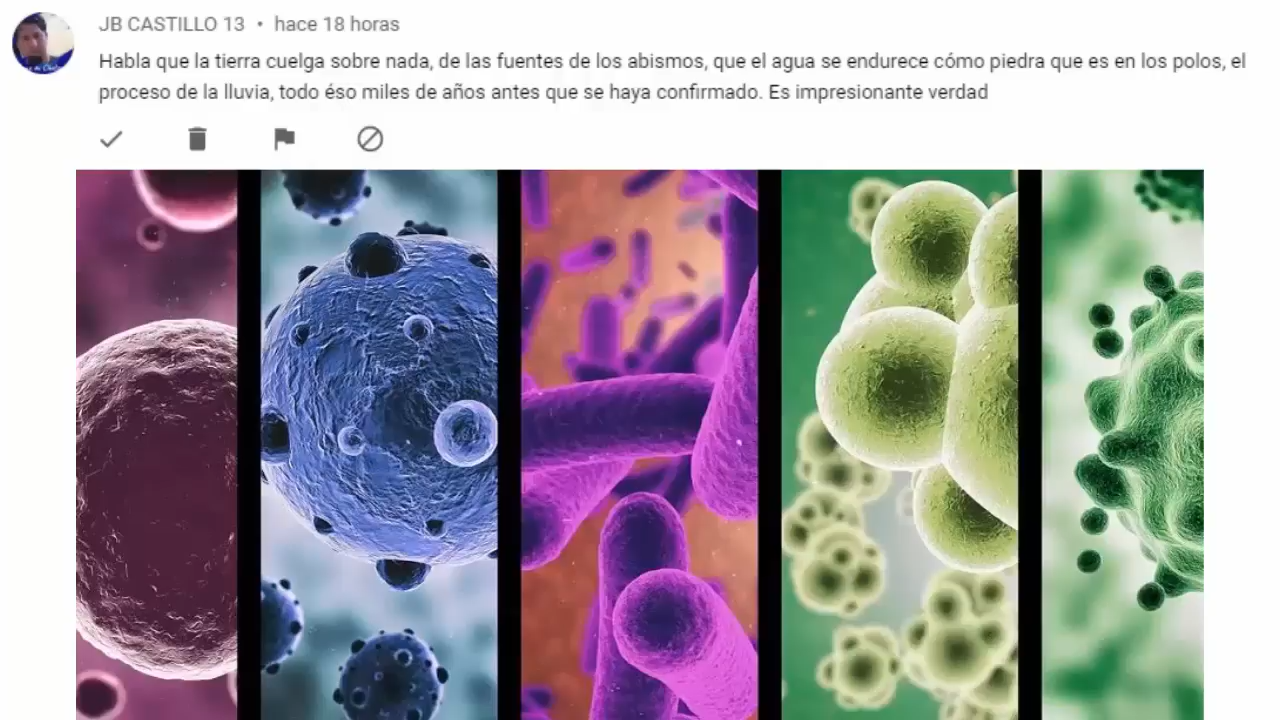 JB CASTILLO 13 • hace 18 horas
Habla que la tierra cuelga sobre nada, de las fuentes de los abismos, que el agua se endurece cómo piedra que es en los polos, el
proceso de la lluvia, todo éso miles de años antes que se haya confirmado. Es impresionante verdad